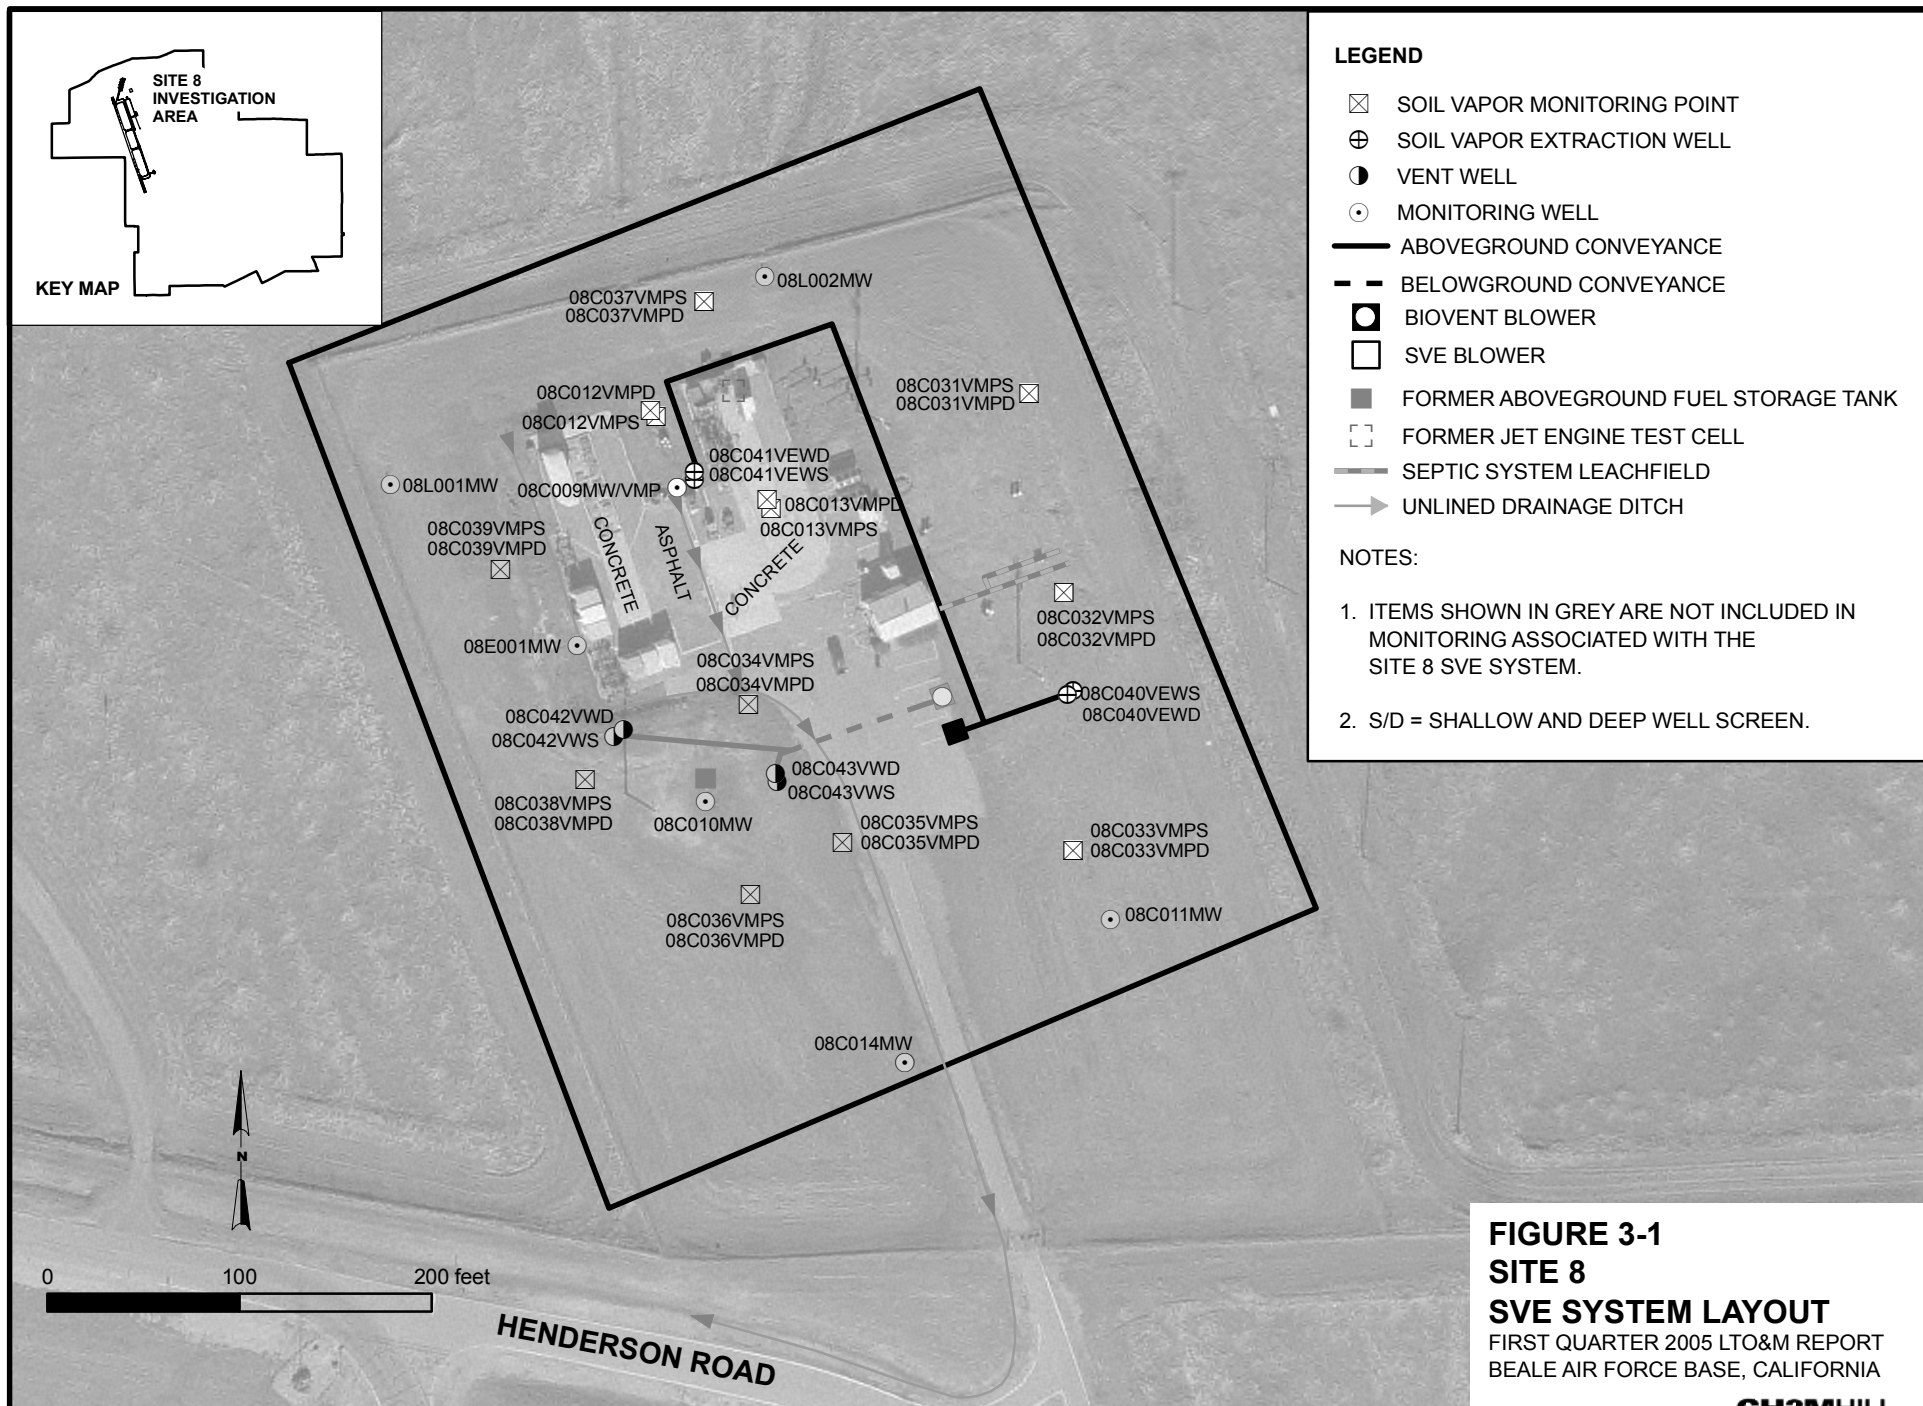 SITE 8
INVESTIGATION
AREA
KEY MAP
LEGEND
SOIL VAPOR MONITORING POINT
SOIL VAPOR EXTRACTION WELL
VENT WELL
MONITORING WELL
ABOVEGROUND CONVEYANCE
BELOWGROUND CONVEYANCE
BIOVENT BLOWER
SVE BLOWER
FORMER ABOVEGROUND FUEL STORAGE TANK
FORMER JET ENGINE TEST CELL
SEPTIC SYSTEM LEACHFIELD
UNLINED DRAINAGE DITCH
NOTES:
1. ITEMS SHOWN IN GREY ARE NOT INCLUDED IN
MONITORING ASSOCIATED WITH THE
SITE 8 SVE SYSTEM.
2. S/D = SHALLOW AND DEEP WELL SCREEN.
08L002MW
08C037VMPS
08C037VMPD
08C012VMPD
08C012VMPS
08C031VMPS
08C031VMPD
08C041VEWD
08C041VEWS
08L001MW
08C009MW/VMP
08C013VMPD
08C013VMPS
08C039VMPS
08C039VMPD
CONCRETE
ASPHALT
CONCRETE
08C032VMPS
08C032VMPD
08E001MW
08C034VMPS
08C034VMPD
08C040VEWS
08C040VEWD
08C042VWD
08C042VWS
08C043VWD
08C043VWS
08C038VMPS
08C038VMPD
08C010MW
08C035VMPS
08C035VMPD
08C033VMPS
08C033VMPD
08C036VMPS
08C036VMPD
08C011MW
08C014MW
N
0 100 200 feet
HENDERSON ROAD
FIGURE 3-1
SITE 8
SVE SYSTEM LAYOUT
FIRST QUARTER 2005 LTO&M REPORT
BEALE AIR FORCE BASE, CALIFORNIA
CH2MHILL